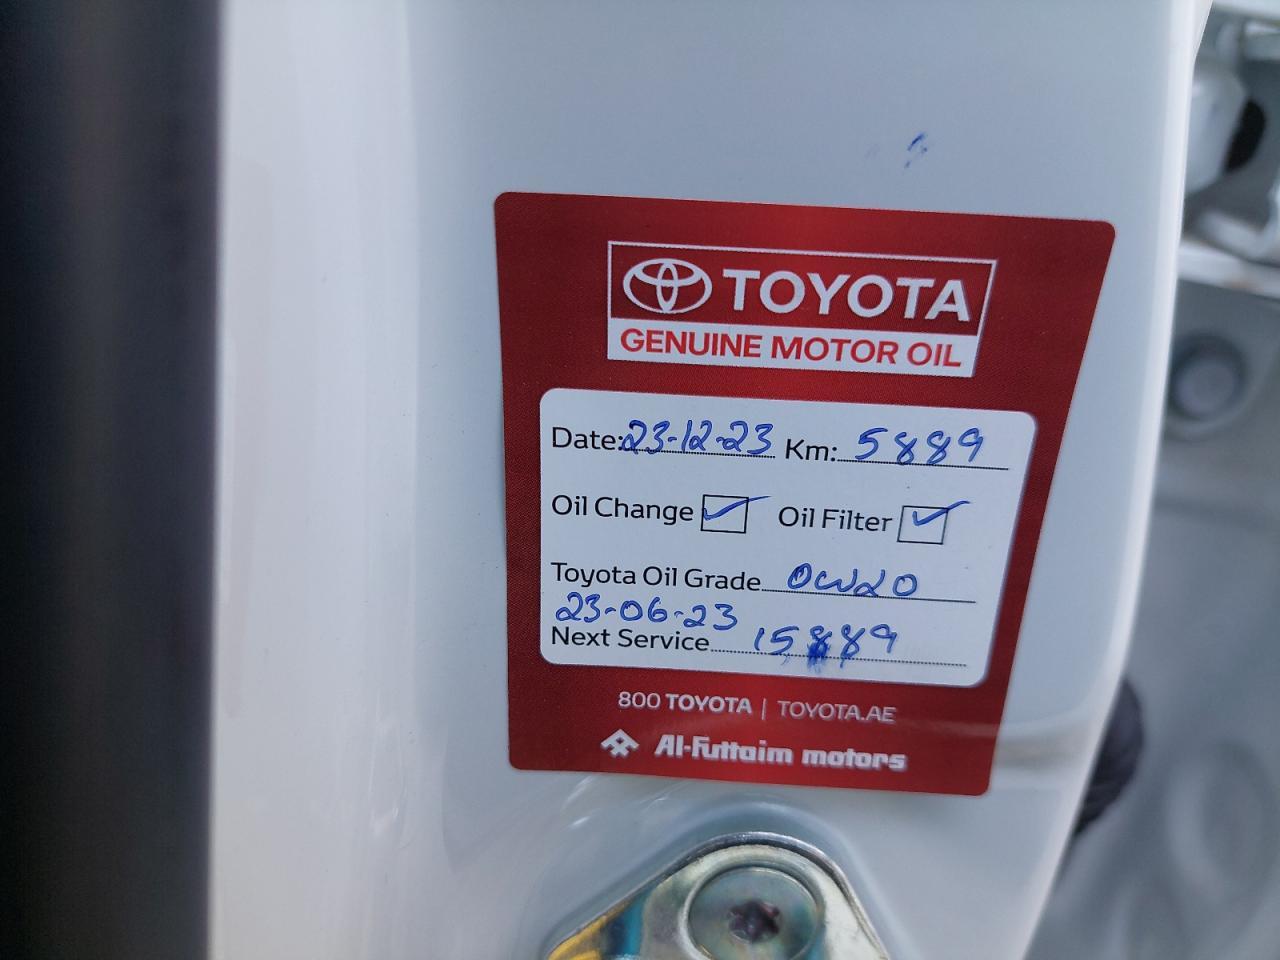 TOYOTA
GENUINE MOTOR OIL
Date: 23-12-23 Km: 5889
Oil Change ✓ Oil Filter ✓
Toyota Oil Grade 0W20
23-06-23
Next Service 15889
800 TOYOTA | TOYOTA.AE
Al-Futtaim motors